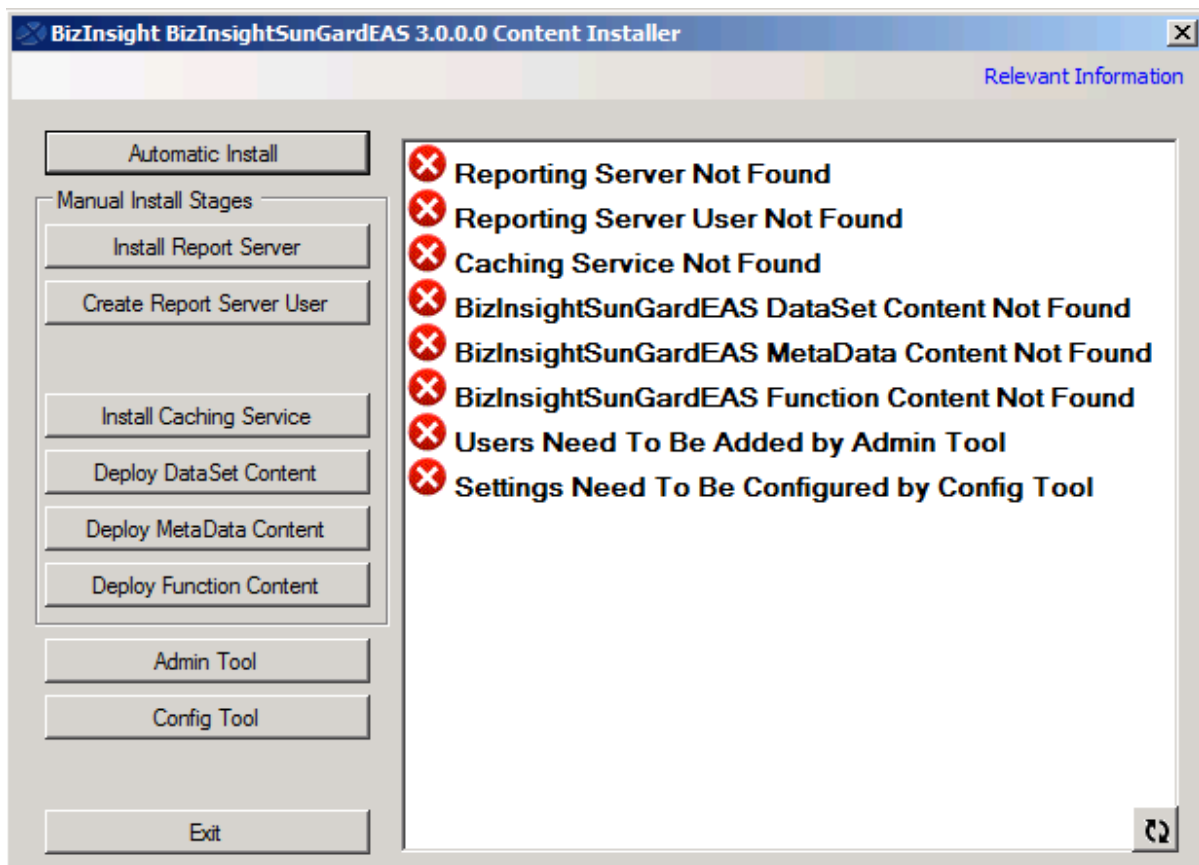 BizInsight BizInsightSunGardEAS 3.0.0.0 Content Installer
Relevant Information
Automatic Install
Manual Install Stages
Install Report Server
Create Report Server User
Install Caching Service
Deploy DataSet Content
Deploy MetaData Content
Deploy Function Content
Admin Tool
Config Tool
Exit
Reporting Server Not Found
Reporting Server User Not Found
Caching Service Not Found
BizInsightSunGardEAS DataSet Content Not Found
BizInsightSunGardEAS MetaData Content Not Found
BizInsightSunGardEAS Function Content Not Found
Users Need To Be Added by Admin Tool
Settings Need To Be Configured by Config Tool